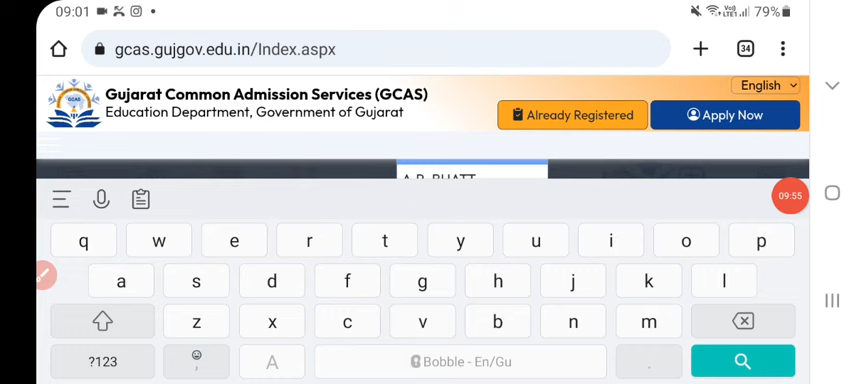 09:01 79%
34
gcas.gujgov.edu.in/Index.aspx
English
Gujarat Common Admission Services (GCAS)
Education Department, Government of Gujarat
Already Registered Apply Now
09:55
q w e r t y u i o p
a s d f g h j k l
z x c v b n m
?123 A Bobble - En/Gu .